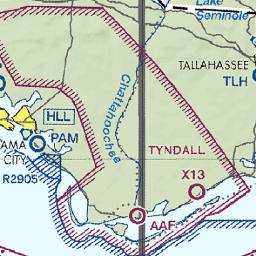 Lake
Seminole
TALLAHASSEE
TLH
Chattahoochee
HLL
PAM
AMA
CITY
TYNDALL
R2905
X13
AAF